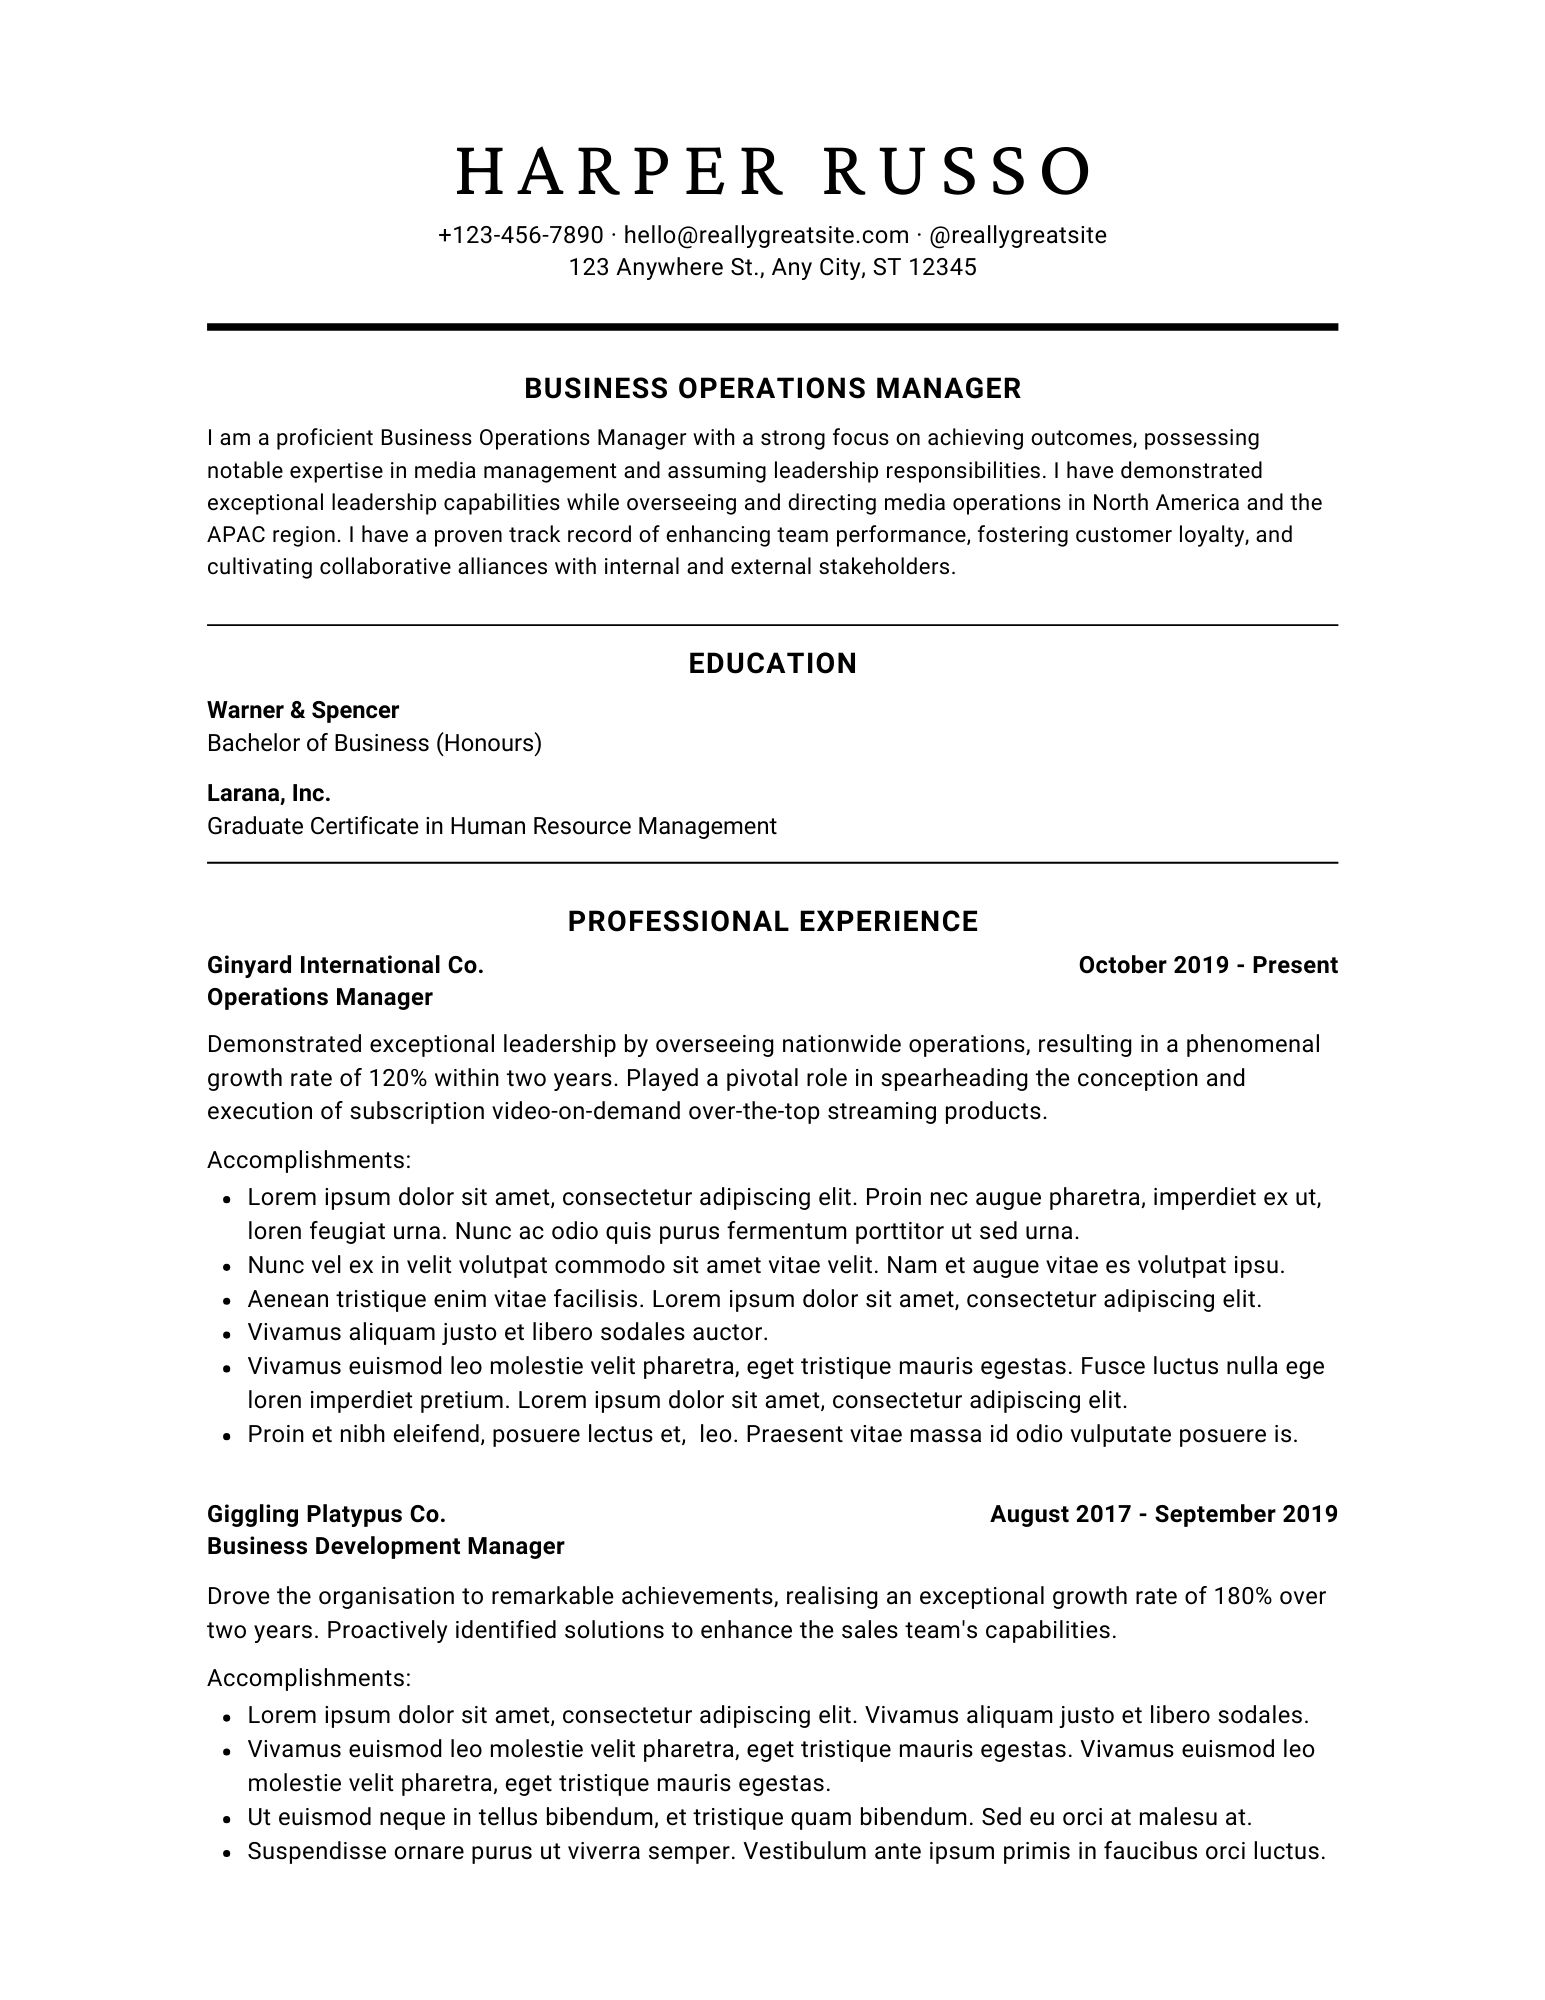 HARPER RUSSO
+123-456-7890 · hello@reallygreatsite.com · @reallygreatsite
123 Anywhere St., Any City, ST 12345
BUSINESS OPERATIONS MANAGER
I am a proficient Business Operations Manager with a strong focus on achieving outcomes, possessing
notable expertise in media management and assuming leadership responsibilities. I have demonstrated
exceptional leadership capabilities while overseeing and directing media operations in North America and the
APAC region. I have a proven track record of enhancing team performance, fostering customer loyalty, and
cultivating collaborative alliances with internal and external stakeholders.
EDUCATION
Warner & Spencer
Bachelor of Business (Honours)
Larana, Inc.
Graduate Certificate in Human Resource Management
PROFESSIONAL EXPERIENCE
Ginyard International Co. October 2019 - Present
Operations Manager
Demonstrated exceptional leadership by overseeing nationwide operations, resulting in a phenomenal
growth rate of 120% within two years. Played a pivotal role in spearheading the conception and
execution of subscription video-on-demand over-the-top streaming products.
Accomplishments:
• Lorem ipsum dolor sit amet, consectetur adipiscing elit. Proin nec augue pharetra, imperdiet ex ut,
loren feugiat urna. Nunc ac odio quis purus fermentum porttitor ut sed urna.
• Nunc vel ex in velit volutpat commodo sit amet vitae velit. Nam et augue vitae es volutpat ipsu.
• Aenean tristique enim vitae facilisis. Lorem ipsum dolor sit amet, consectetur adipiscing elit.
• Vivamus aliquam justo et libero sodales auctor.
• Vivamus euismod leo molestie velit pharetra, eget tristique mauris egestas. Fusce luctus nulla ege
loren imperdiet pretium. Lorem ipsum dolor sit amet, consectetur adipiscing elit.
• Proin et nibh eleifend, posuere lectus et,  leo. Praesent vitae massa id odio vulputate posuere is.
Giggling Platypus Co. August 2017 - September 2019
Business Development Manager
Drove the organisation to remarkable achievements, realising an exceptional growth rate of 180% over
two years. Proactively identified solutions to enhance the sales team's capabilities.
Accomplishments:
• Lorem ipsum dolor sit amet, consectetur adipiscing elit. Vivamus aliquam justo et libero sodales.
• Vivamus euismod leo molestie velit pharetra, eget tristique mauris egestas. Vivamus euismod leo
molestie velit pharetra, eget tristique mauris egestas.
• Ut euismod neque in tellus bibendum, et tristique quam bibendum. Sed eu orci at malesu at.
• Suspendisse ornare purus ut viverra semper. Vestibulum ante ipsum primis in faucibus orci luctus.